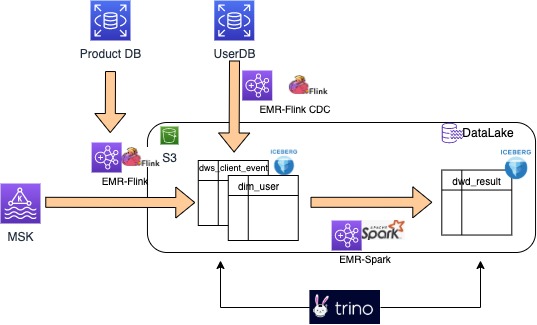 Product DB
UserDB
Flink
EMR-Flink CDC
S3
DataLake
ICEBERG
ICEBERG
Flink
EMR-Flink
dws_client_event
dim_user
dwd_result
K
MSK
APACHE
Spark
EMR-Spark
trino